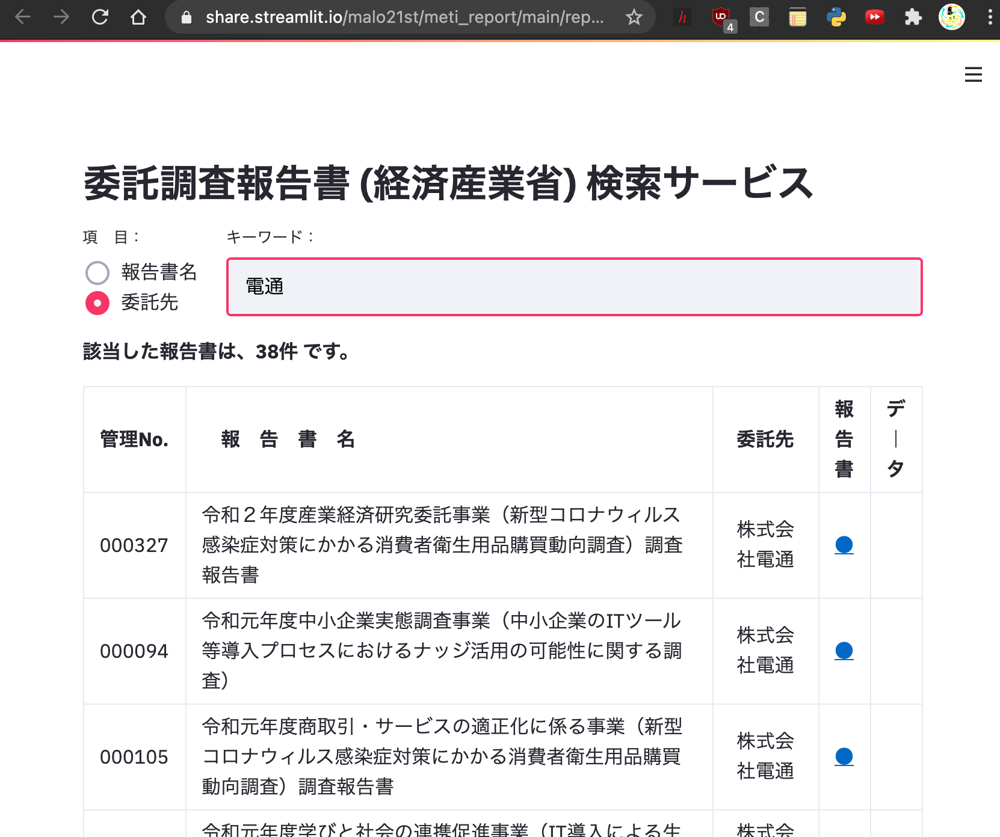 share.streamlit.io/malo21st/meti_report/main/rep...
h
UD
4
C
委託調査報告書 (経済産業省) 検索サービス
項　目：
キーワード：
報告書名
委託先
電通
該当した報告書は、38件 です。
管理No.
報　告　書　名
委託先
報
告
書
デ
｜
タ
000327
令和２年度産業経済研究委託事業（新型コロナウィルス
感染症対策にかかる消費者衛生用品購買動向調査）調査
報告書
株式会
社電通
●
000094
令和元年度中小企業実態調査事業（中小企業のITツール
等導入プロセスにおけるナッジ活用の可能性に関する調
査）
株式会
社電通
●
000105
令和元年度商取引・サービスの適正化に係る事業（新型
コロナウィルス感染症対策にかかる消費者衛生用品購買
動向調査）調査報告書
株式会
社電通
●
令和元年度学びと社会の連携促進事業（IT導入による生
株式会